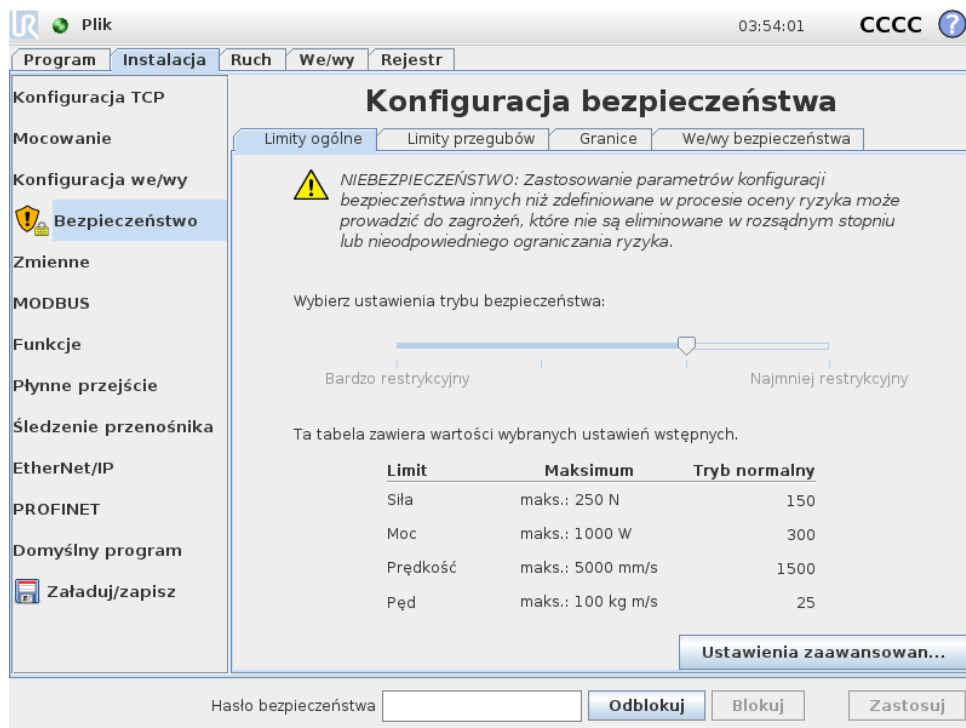 UR Plik 03:54:01 CCCC ?
Program Instalacja Ruch We/wy Rejestr
Konfiguracja TCP
Mocowanie
Konfiguracja we/wy
Bezpieczeństwo
Zmienne
MODBUS
Funkcje
Płynne przejście
Śledzenie przenośnika
EtherNet/IP
PROFINET
Domyślny program
Załaduj/zapisz
Konfiguracja bezpieczeństwa
Limity ogólne Limity przegubów Granice We/wy bezpieczeństwa
NIEBEZPIECZEŃSTWO: Zastosowanie parametrów konfiguracji
bezpieczeństwa innych niż zdefiniowane w procesie oceny ryzyka może
prowadzić do zagrożeń, które nie są eliminowane w rozsądnym stopniu
lub nieodpowiedniego ograniczania ryzyka.
Wybierz ustawienia trybu bezpieczeństwa:
Bardzo restrykcyjny Najmniej restrykcyjny
Ta tabela zawiera wartości wybranych ustawień wstępnych.
Limit Maksimum Tryb normalny
Siła maks.: 250 N 150
Moc maks.: 1000 W 300
Prędkość maks.: 5000 mm/s 1500
Pęd maks.: 100 kg m/s 25
Ustawienia zaawansowan...
Hasło bezpieczeństwa Odblokuj Blokuj Zastosuj